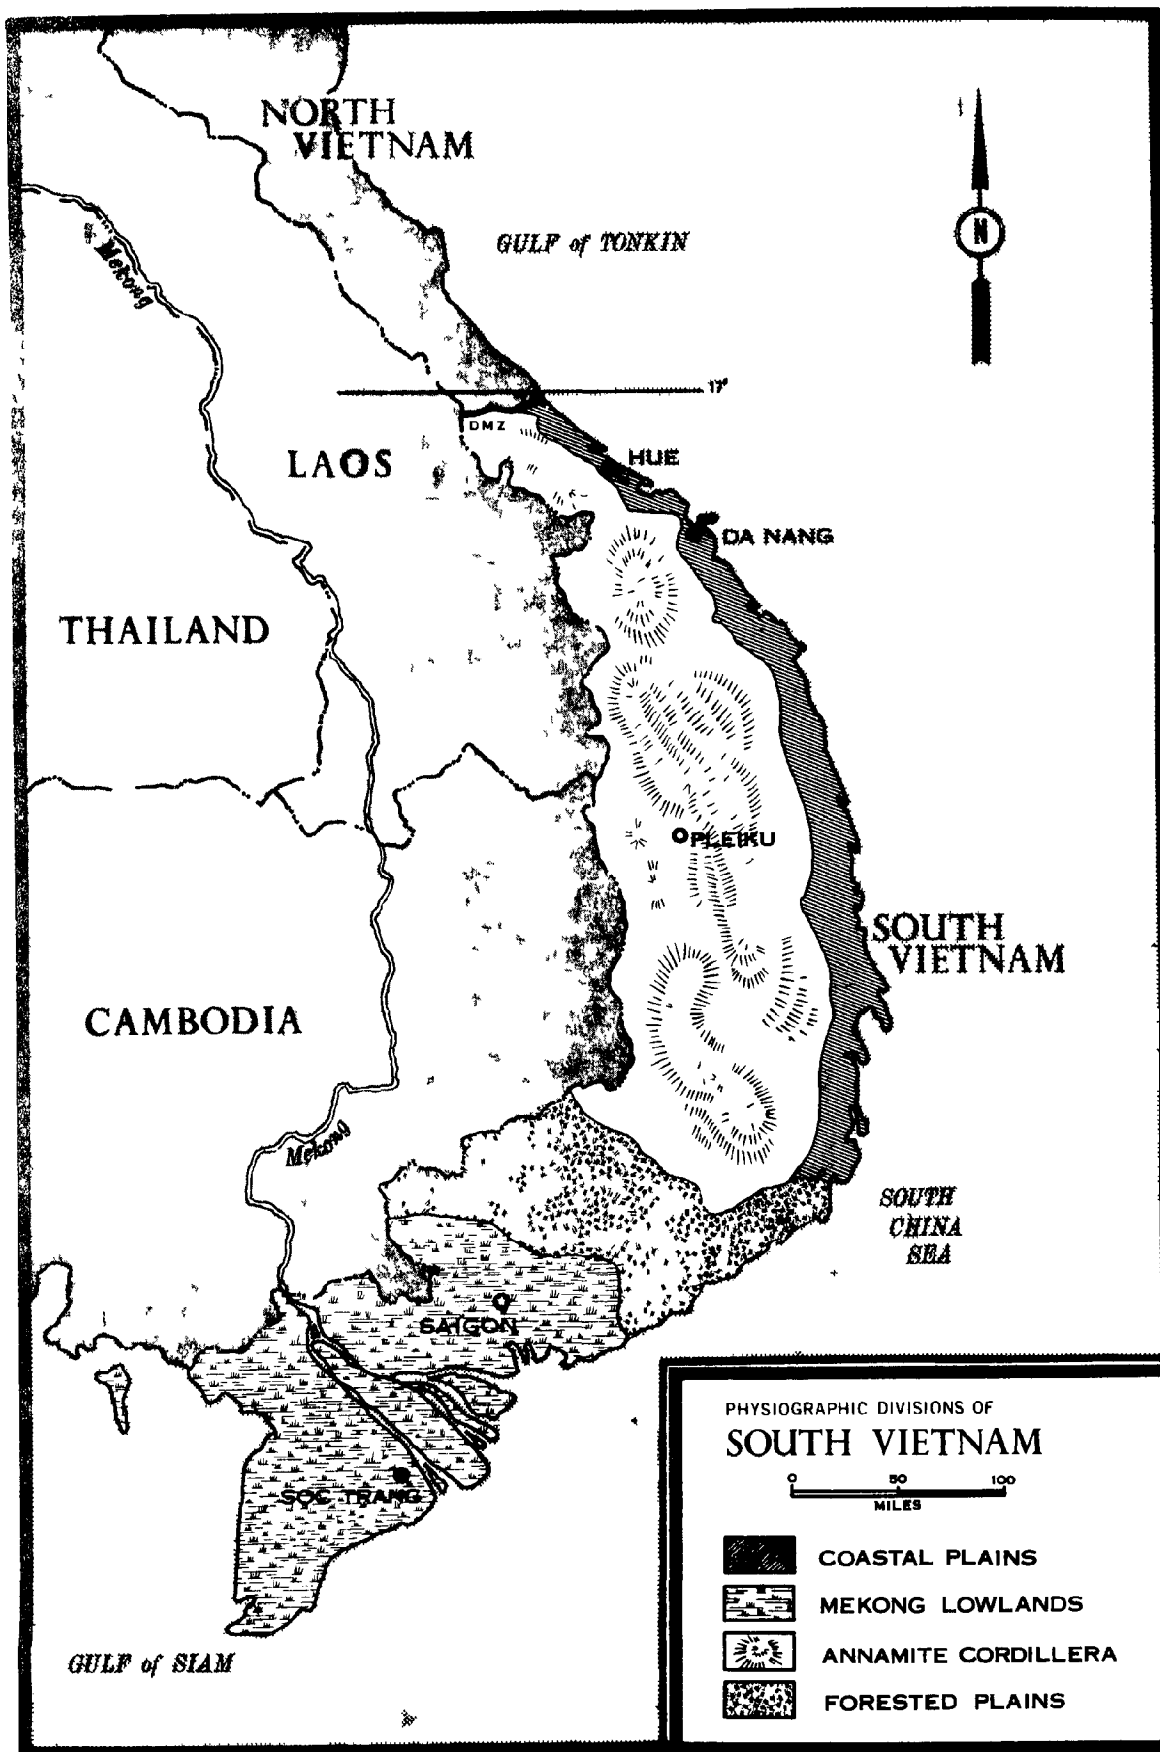 NORTH
VIETNAM
N
GULF of TONKIN
Mekong
17°
DMZ
HUE
LAOS
DA NANG
THAILAND
PLEIKU
SOUTH
VIETNAM
CAMBODIA
Mekong
SOUTH
CHINA
SEA
SAIGON
SOC TRANG
GULF of SIAM
PHYSIOGRAPHIC DIVISIONS OF
SOUTH VIETNAM
0 50 100
MILES
COASTAL PLAINS
MEKONG LOWLANDS
ANNAMITE CORDILLERA
FORESTED PLAINS